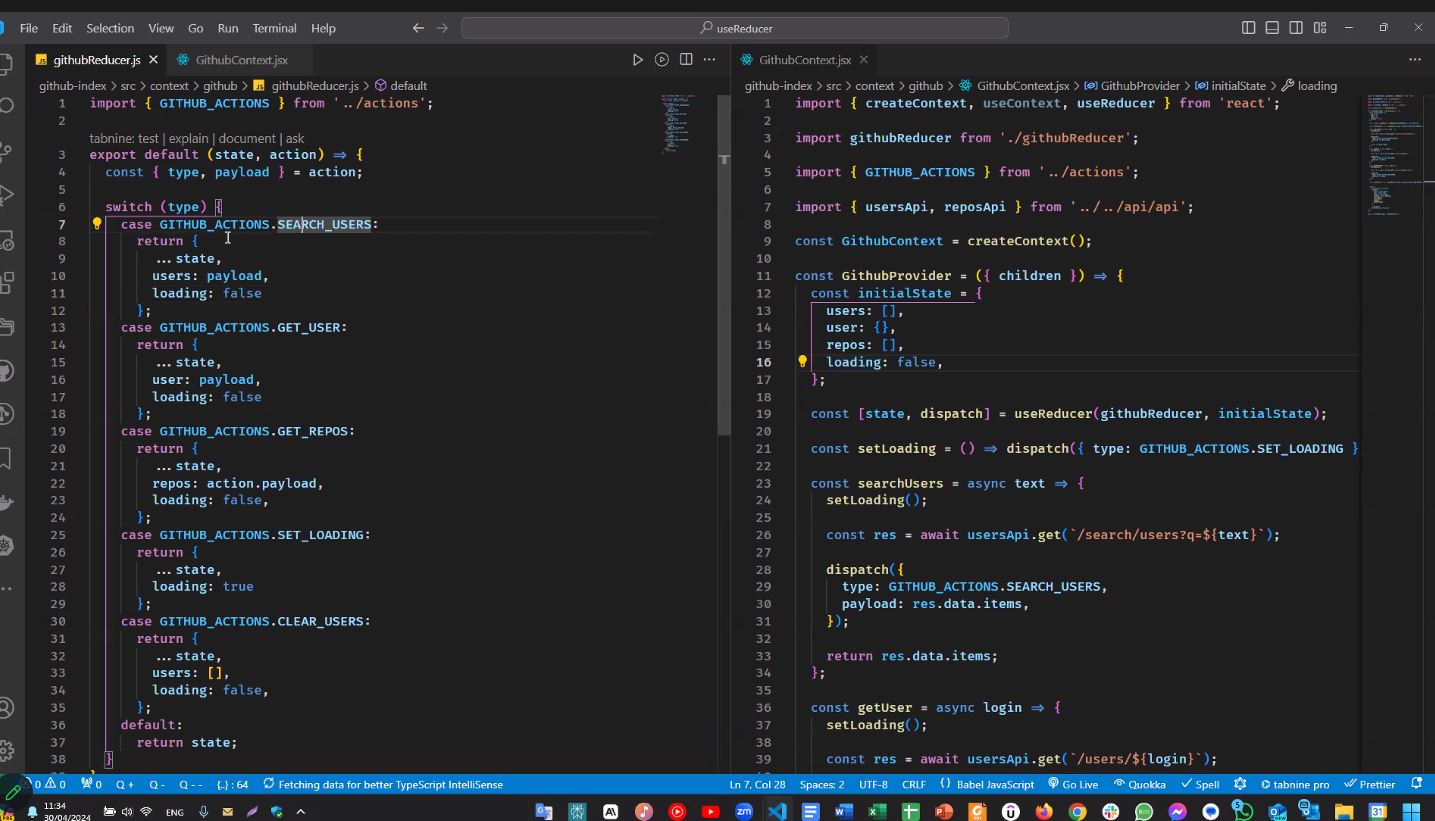 File Edit Selection View Go Run Terminal Help
useReducer
githubReducer.js
GithubContext.jsx
github-index > src > context > github > githubReducer.js > default
1 import { GITHUB_ACTIONS } from '../actions';
2
tabnine: test | explain | document | ask
3 export default (state, action) => {
4 const { type, payload } = action;
5
6 switch (type) {
7 case GITHUB_ACTIONS.SEARCH_USERS:
8 return {
9 ...state,
10 users: payload,
11 loading: false
12 };
13 case GITHUB_ACTIONS.GET_USER:
14 return {
15 ...state,
16 user: payload,
17 loading: false
18 };
19 case GITHUB_ACTIONS.GET_REPOS:
20 return {
21 ...state,
22 repos: action.payload,
23 loading: false,
24 };
25 case GITHUB_ACTIONS.SET_LOADING:
26 return {
27 ...state,
28 loading: true
29 };
30 case GITHUB_ACTIONS.CLEAR_USERS:
31 return {
32 ...state,
33 users: [],
34 loading: false,
35 };
36 default:
37 return state;
38 }
GithubContext.jsx
github-index > src > context > github > GithubContext.jsx > GithubProvider > initialState > loading
1 import { createContext, useContext, useReducer } from 'react';
2
3 import githubReducer from './githubReducer';
4
5 import { GITHUB_ACTIONS } from '../actions';
6
7 import { usersApi, reposApi } from '../../api/api';
8
9 const GithubContext = createContext();
10
11 const GithubProvider = ({ children }) => {
12 const initialState = {
13 users: [],
14 user: {},
15 repos: [],
16 loading: false,
17 };
18
19 const [state, dispatch] = useReducer(githubReducer, initialState);
20
21 const setLoading = () => dispatch({ type: GITHUB_ACTIONS.SET_LOADING }
22
23 const searchUsers = async text => {
24 setLoading();
25
26 const res = await usersApi.get(`/search/users?q=${text}`);
27
28 dispatch({
29 type: GITHUB_ACTIONS.SEARCH_USERS,
30 payload: res.data.items,
31 });
32
33 return res.data.items;
34 };
35
36 const getUser = async login => {
37 setLoading();
38
39 const res = await usersApi.get(`/users/${login}`);
0 0 0 Q + Q - Q - - {..} : 64 Fetching data for better TypeScript IntelliSense Ln 7, Col 28 Spaces: 2 UTF-8 CRLF {} Babel JavaScript Go Live Quokka Spell tabnine pro Prettier
11:34
30/04/2024
ENG